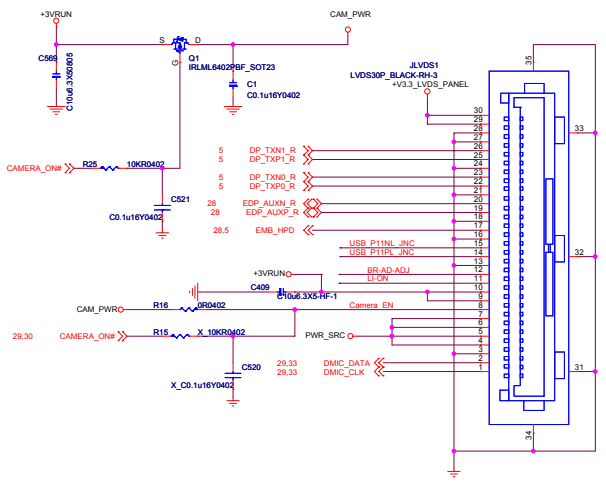 +3VRUN
CAM_PWR
S
D
G
Q1
IRLML6402PBF_SOT23
C569
C10u6.3X50805
C1
C0.1u16Y0402
JLVDS1
LVDS30P_BLACK-RH-3
+V3.3_LVDS_PANEL
35
30
29
28
27
26
25
24
23
22
21
20
19
18
17
16
15
14
13
12
11
10
9
8
7
6
5
4
3
2
1
33
32
31
34
CAMERA_ON#
R25
10KR0402
C521
C0.1u16Y0402
5 DP_TXN1_R
5 DP_TXP1_R
5 DP_TXN0_R
5 DP_TXP0_R
28 EDP_AUXN_R
28 EDP_AUXP_R
28,5 EMB_HPD
USB_P11NL_JNC
USB_P11PL_JNC
+3VRUN
BR-AD-ADJ
LI-ON
C409
C10u6.3X5-HF-1
CAM_PWR
R16
0R0402
Camera_EN
29,30
CAMERA_ON#
R15
X_10KR0402
PWR_SRC
C520
X_C0.1u16Y0402
29,33 DMIC_DATA
29,33 DMIC_CLK